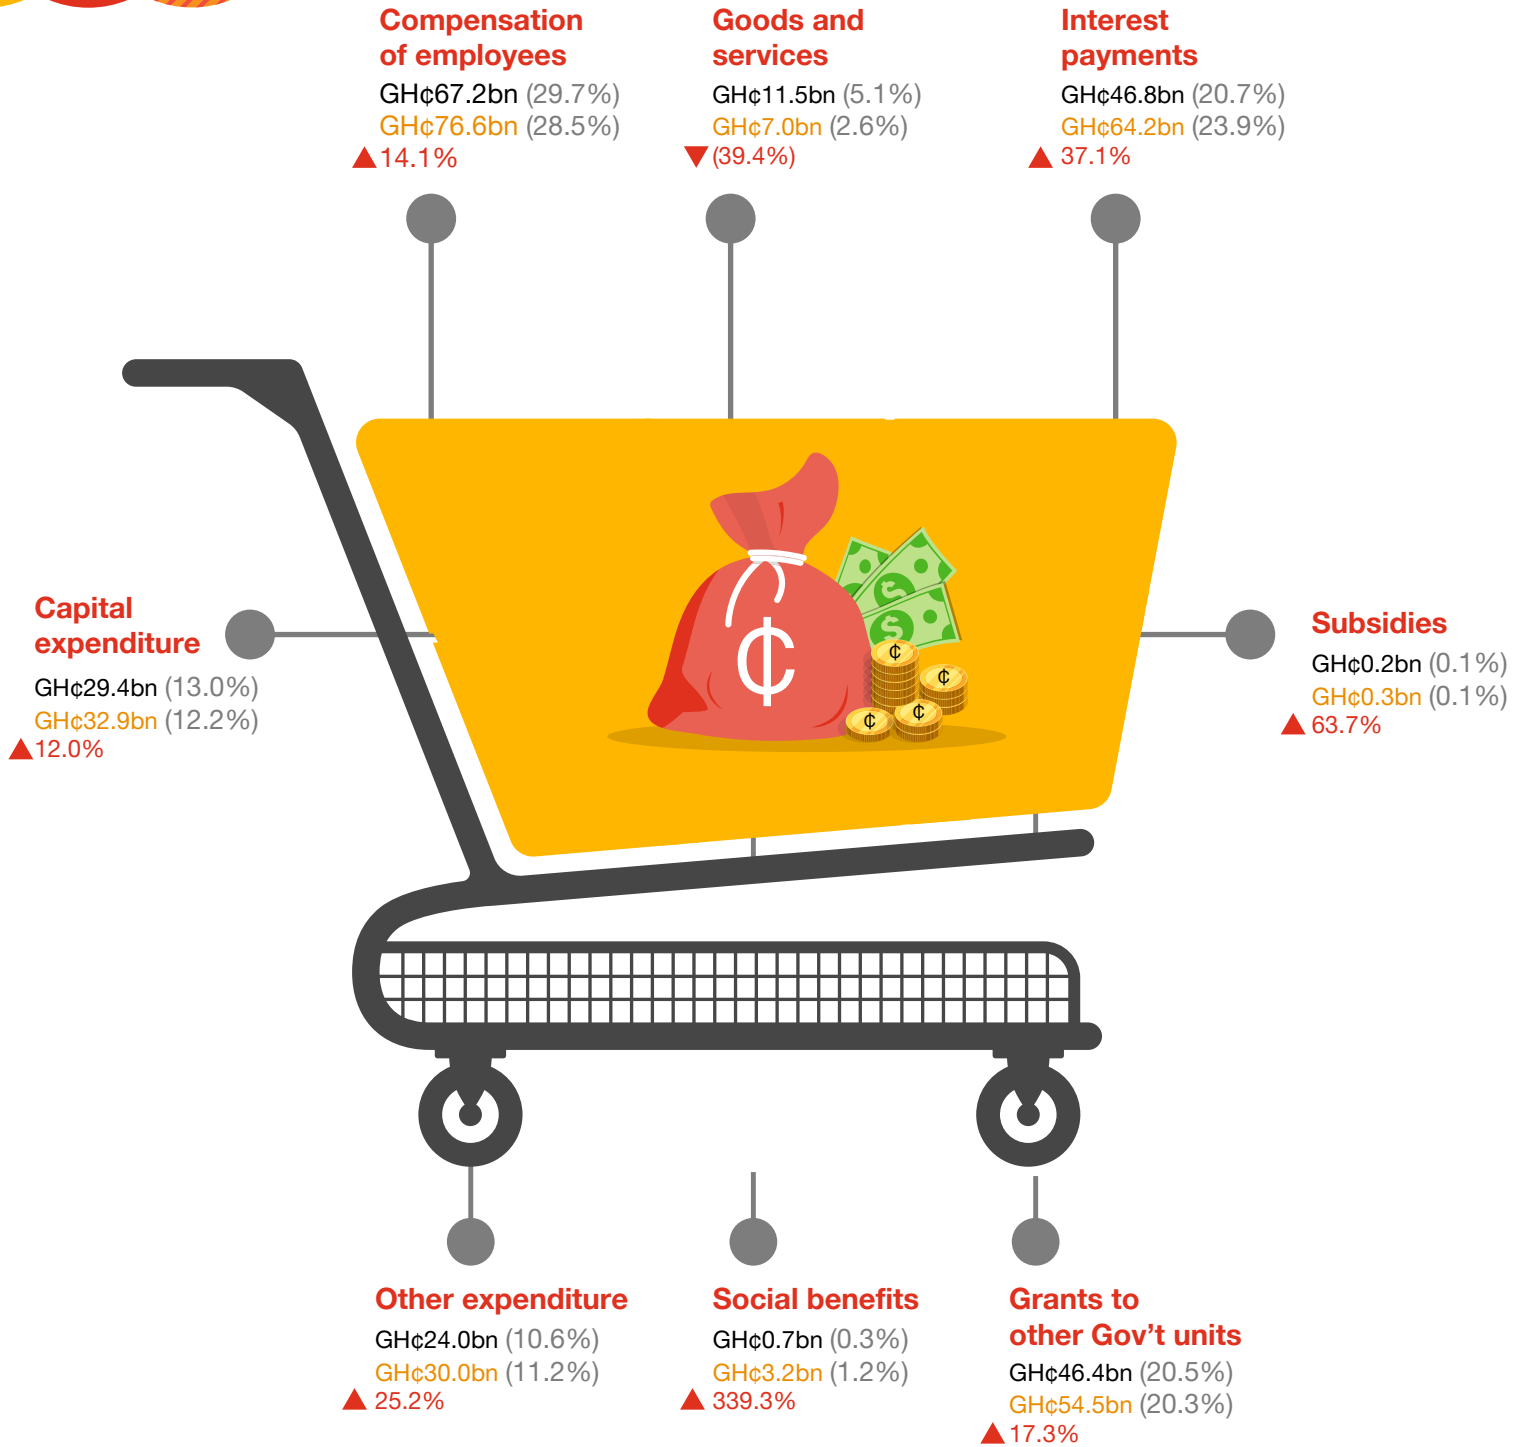 Compensation
of employees
GH¢67.2bn (29.7%)
GH¢76.6bn (28.5%)
14.1%
Goods and
services
GH¢11.5bn (5.1%)
GH¢7.0bn (2.6%)
(39.4%)
Interest
payments
GH¢46.8bn (20.7%)
GH¢64.2bn (23.9%)
37.1%
Capital
expenditure
GH¢29.4bn (13.0%)
GH¢32.9bn (12.2%)
12.0%
₵
$
$
¢
¢
¢
¢
Subsidies
GH¢0.2bn (0.1%)
GH¢0.3bn (0.1%)
63.7%
Other expenditure
GH¢24.0bn (10.6%)
GH¢30.0bn (11.2%)
25.2%
Social benefits
GH¢0.7bn (0.3%)
GH¢3.2bn (1.2%)
339.3%
Grants to
other Gov’t units
GH¢46.4bn (20.5%)
GH¢54.5bn (20.3%)
17.3%